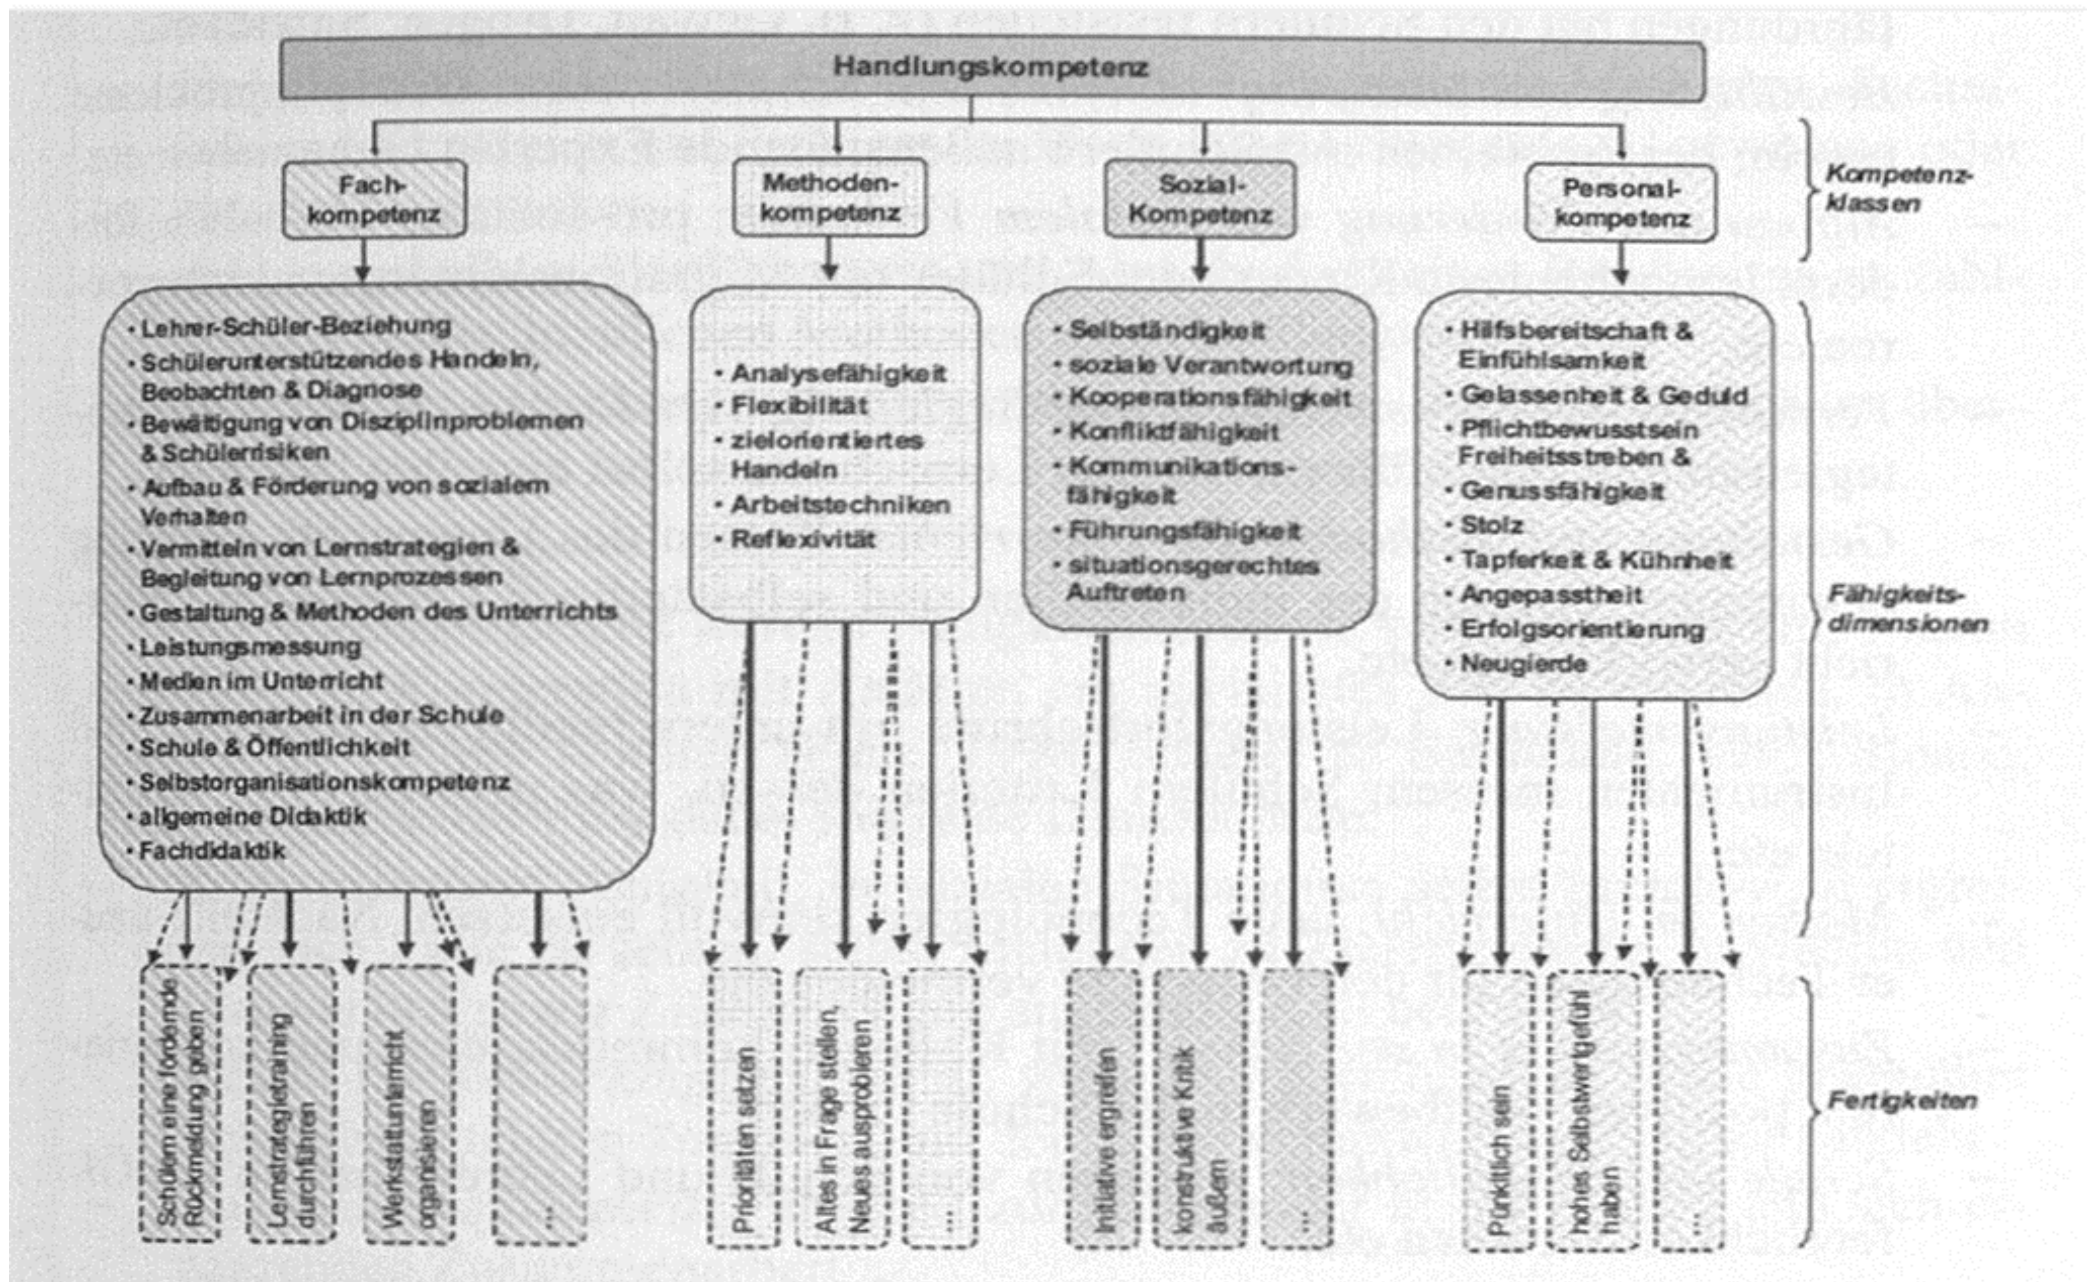 Handlungskompetenz
Fach-
kompetenz
Methoden-
kompetenz
Sozial-
Kompetenz
Personal-
kompetenz
Kompetenz-
klassen
• Lehrer-Schüler-Beziehung
• Schülerunterstützendes Handeln,
Beobachten & Diagnose
• Bewältigung von Disziplinproblemen
& Schülerrisiken
• Aufbau & Förderung von sozialem
Verhalten
• Vermitteln von Lernstrategien &
Begleitung von Lernprozessen
• Gestaltung & Methoden des Unterrichts
• Leistungsmessung
• Medien im Unterricht
• Zusammenarbeit in der Schule
• Schule & Öffentlichkeit
• Selbstorganisationskompetenz
• allgemeine Didaktik
• Fachdidaktik
• Analysefähigkeit
• Flexibilität
• zielorientiertes
Handeln
• Arbeitstechniken
• Reflexivität
• Selbständigkeit
• soziale Verantwortung
• Kooperationsfähigkeit
• Konfliktfähigkeit
• Kommunikations-
fähigkeit
• Führungsfähigkeit
• situationsgerechtes
Auftreten
• Hilfsbereitschaft &
Einfühlsamkeit
• Gelassenheit & Geduld
• Pflichtbewusstsein
Freiheitsstreben &
• Genussfähigkeit
• Stolz
• Tapferkeit & Kühnheit
• Angepasstheit
• Erfolgsorientierung
• Neugierde
Fähigkeits-
dimensionen
Schülern eine fördernde
Rückmeldung geben
Lernstrategietraining
durchführen
Werkstattunterricht
organisieren
...
Prioritäten setzen
Altes in Frage stellen,
Neues ausprobieren
...
Initiative ergreifen
konstruktive Kritik
äußern
...
Pünktlich sein
hohes Selbstwertgefühl
haben
...
Fertigkeiten